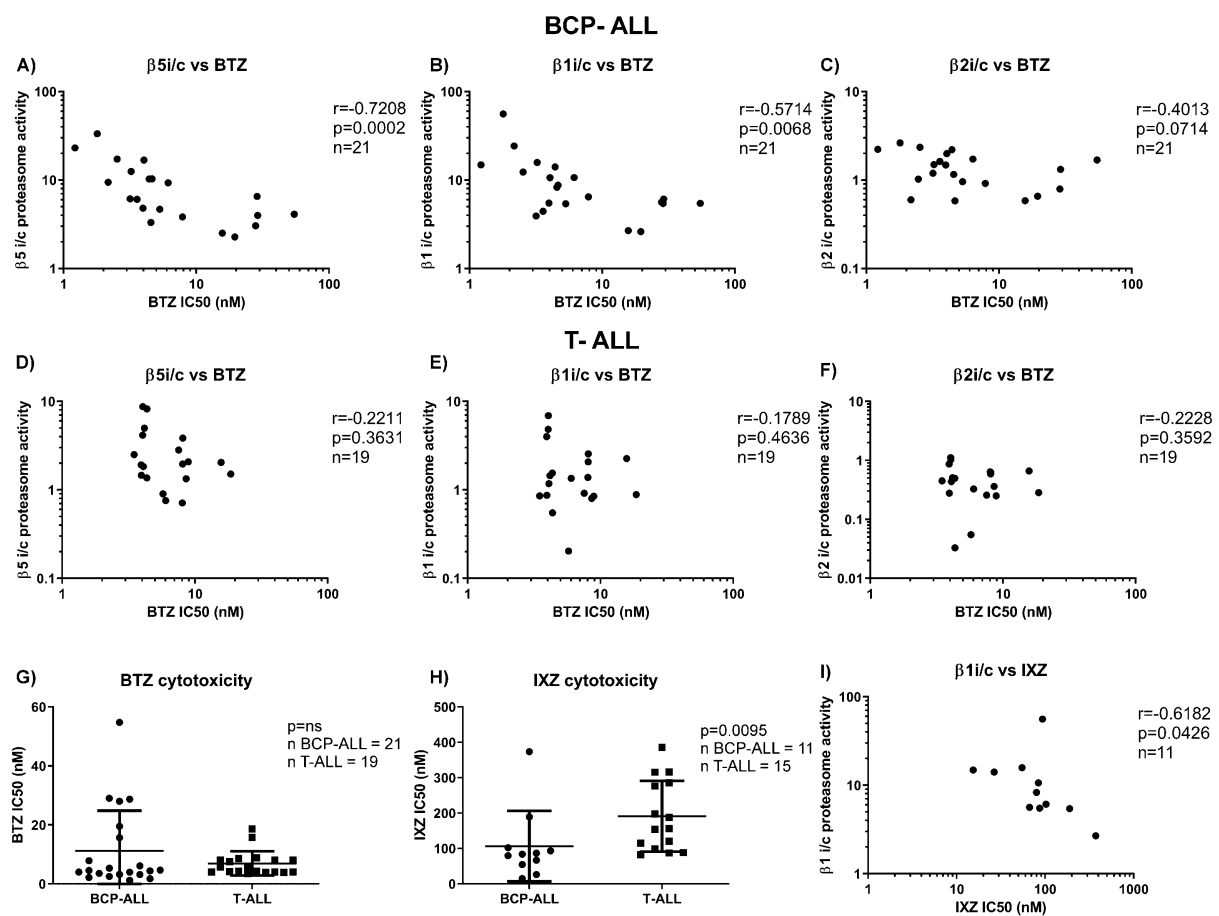 BCP- ALL
A)
β5i/c vs BTZ
β5 i/c proteasome activity
100
10
1
r=-0.7208
p=0.0002
n=21
1 10 100
BTZ IC50 (nM)
B)
β1i/c vs BTZ
β1 i/c proteasome activity
100
10
1
r=-0.5714
p=0.0068
n=21
1 10 100
BTZ IC50 (nM)
C)
β2i/c vs BTZ
β2 i/c proteasome activity
10
1
0.1
r=-0.4013
p=0.0714
n=21
1 10 100
BTZ IC50 (nM)
T- ALL
D)
β5i/c vs BTZ
β5 i/c proteasome activity
10
1
0.1
r=-0.2211
p=0.3631
n=19
1 10 100
BTZ IC50 (nM)
E)
β1i/c vs BTZ
β1 i/c proteasome activity
10
1
0.1
r=-0.1789
p=0.4636
n=19
1 10 100
BTZ IC50 (nM)
F)
β2i/c vs BTZ
β2 i/c proteasome activity
10
1
0.1
0.01
r=-0.2228
p=0.3592
n=19
1 10 100
BTZ IC50 (nM)
G)
BTZ cytotoxicity
BTZ IC50 (nM)
60
40
20
0
p=ns
n BCP-ALL = 21
n T-ALL = 19
BCP-ALL T-ALL
H)
IXZ cytotoxicity
IXZ IC50 (nM)
500
400
300
200
100
0
p=0.0095
n BCP-ALL = 11
n T-ALL = 15
BCP-ALL T-ALL
I)
β1i/c vs IXZ
β1 i/c proteasome activity
100
10
1
r=-0.6182
p=0.0426
n=11
1 10 100 1000
IXZ IC50 (nM)